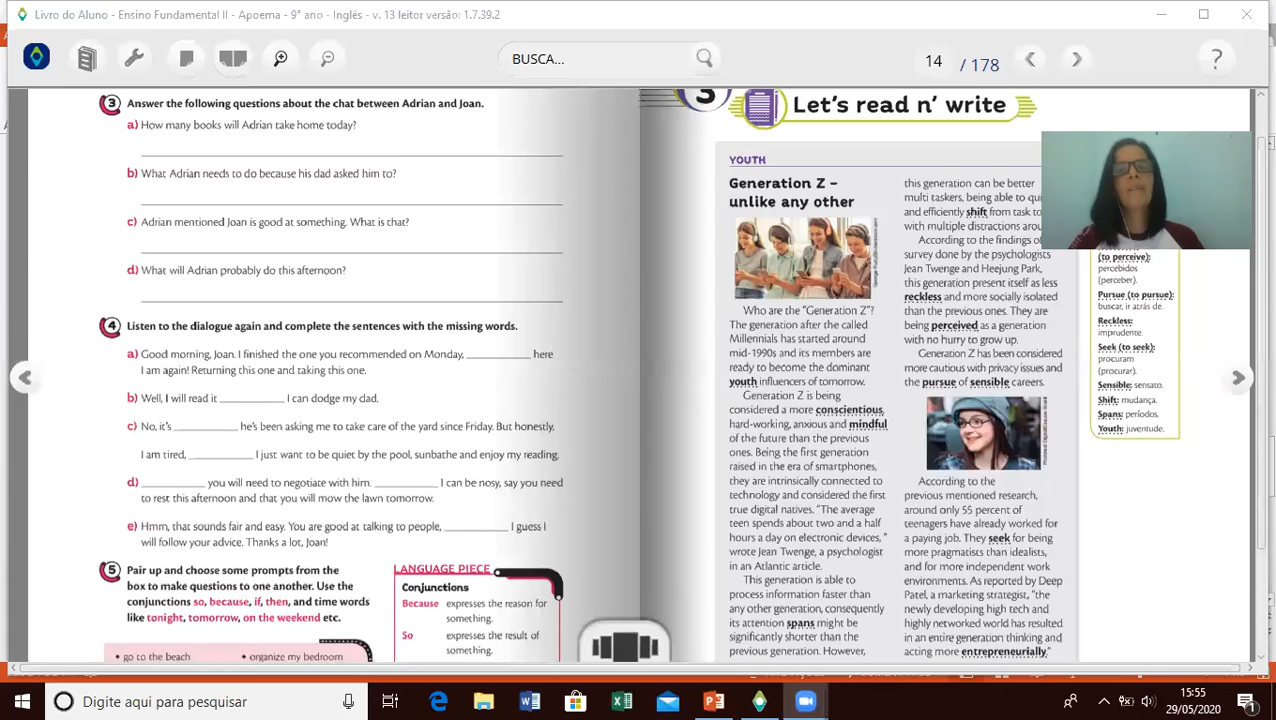 Livro do Aluno - Ensino Fundamental II - Apoema - 9° ano - Inglês - v. 13 leitor versão: 1.7.39.2
BUSCA...
14 / 178
?
3 Answer the following questions about the chat between Adrian and Joan.
a) How many books will Adrian take home today?
b) What Adrian needs to do because his dad asked him to?
c) Adrian mentioned Joan is good at something. What is that?
d) What will Adrian probably do this afternoon?
4 Listen to the dialogue again and complete the sentences with the missing words.
a) Good morning, Joan. I finished the one you recommended on Monday, ____________ here
I am again! Returning this one and taking this one.
b) Well, I will read it ____________ I can dodge my dad.
c) No, it's ____________ he's been asking me to take care of the yard since Friday. But honestly,
I am tired, ____________ I just want to be quiet by the pool, sunbathe and enjoy my reading.
d) ____________ you will need to negotiate with him. ____________ I can be nosy, say you need
to rest this afternoon and that you will mow the lawn tomorrow.
e) Hmm, that sounds fair and easy. You are good at talking to people, ____________ I guess I
will follow your advice. Thanks a lot, Joan!
5 Pair up and choose some prompts from the
box to make questions to one another. Use the
conjunctions so, because, if, then, and time words
like tonight, tomorrow, on the weekend etc.
• go to the beach
• organize my bedroom
LANGUAGE PIECE
Conjunctions
Because expresses the reason for
something.
So expresses the result of
something.
3
Let's read n' write
YOUTH
Generation Z –
unlike any other
Who are the "Generation Z"?
The generation after the called
Millennials has started around
mid-1990s and its members are
ready to become the dominant
youth influencers of tomorrow.
Generation Z is being
considered a more conscientious,
hard-working, anxious and mindful
of the future than the previous
ones. Being the first generation
raised in the era of smartphones,
they are intrinsically connected to
technology and considered the first
true digital natives. "The average
teen spends about two and a half
hours a day on electronic devices,"
wrote Jean Twenge, a psychologist
in an Atlantic article.
This generation is able to
process information faster than
any other generation, consequently
its attention spans might be
significantly shorter than the
previous generation. However,
this generation can be better
multi taskers, being able to
and efficiently shift from task to
with multiple distractions
According to the findings of
survey done by the psychologists
Jean Twenge and Heejung Park,
this generation present itself as less
reckless and more socially isolated
than the previous ones. They are
being perceived as a generation
with no hurry to grow up.
Generation Z has been considered
more cautious with privacy issues and
the pursue of sensible careers.
According to the
previous mentioned research,
around only 55 percent of
teenagers have already worked for
a paying job. They seek for being
more pragmatists than idealists,
and for more independent work
environments. As reported by Deep
Patel, a marketing strategist, "the
newly developing high tech and
highly networked world has resulted
in an entire generation thinking and
acting more entrepreneurially."
(to perceive):
percebidos
(perceber).
Pursue (to pursue):
buscar, ir atrás de.
Reckless:
imprudente.
Seek (to seek):
procuram
(procurar).
Sensible: sensato.
Shift: mudança.
Spans: períodos.
Youth: juventude.
Digite aqui para pesquisar
15:55
29/05/2020